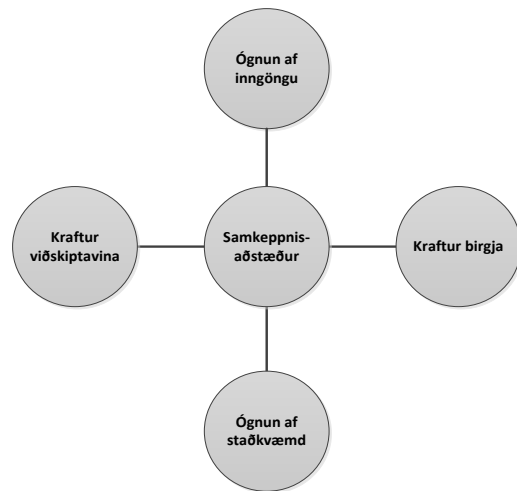 Ógnun af
inngöngu
Kraftur
viðskiptavina
Samkeppnis-
aðstæður
Kraftur birgja
Ógnun af
staðkvæmd